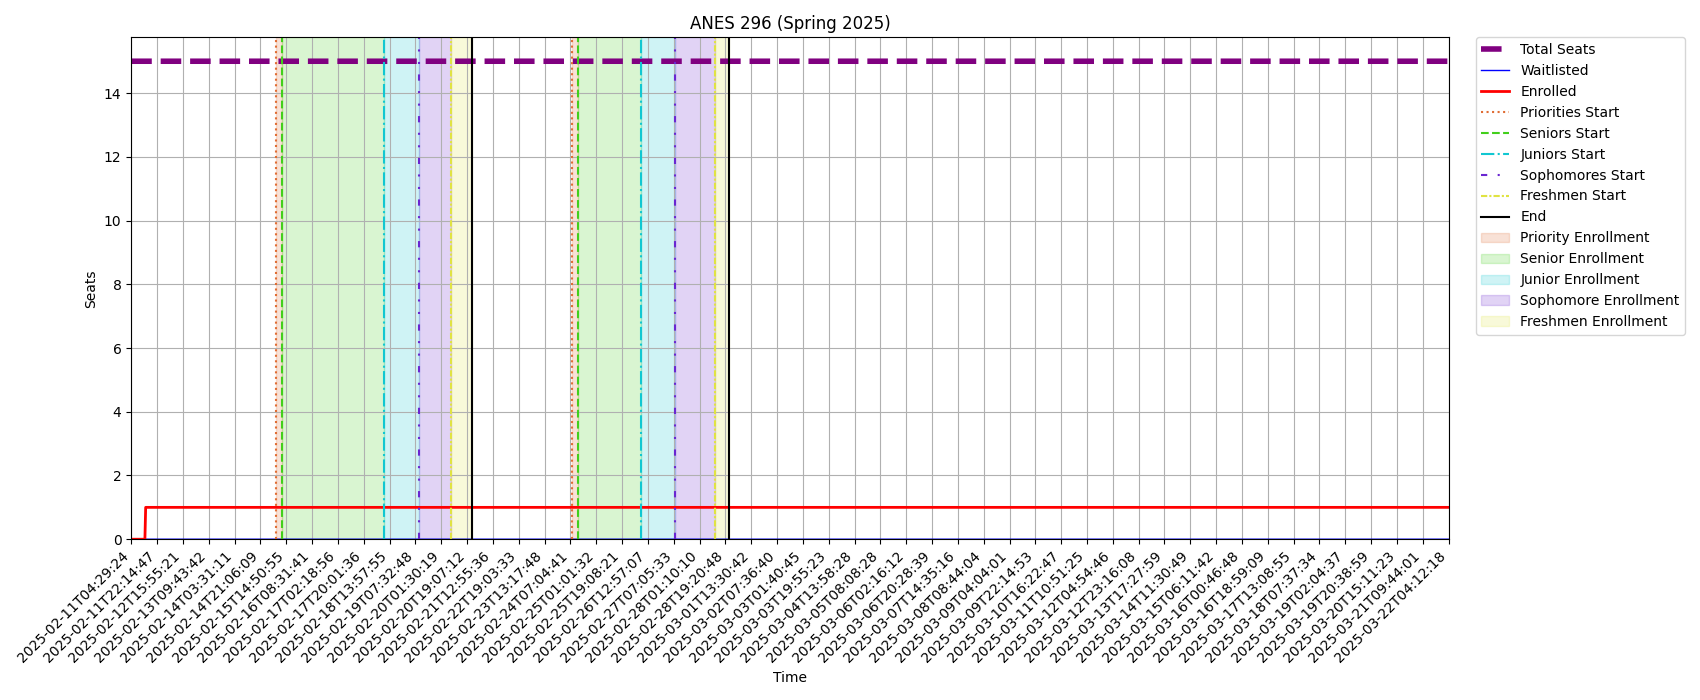 ANES 296 (Spring 2025)
Seats
14
12
10
8
6
4
2
0
2025-02-11T04:29:24
2025-02-11T22:14:47
2025-02-12T15:55:21
2025-02-13T09:43:42
2025-02-14T03:31:11
2025-02-14T21:06:09
2025-02-15T14:50:55
2025-02-16T08:31:41
2025-02-17T02:18:56
2025-02-17T20:01:36
2025-02-18T13:57:55
2025-02-19T07:32:48
2025-02-20T01:30:19
2025-02-20T19:07:12
2025-02-21T12:55:36
2025-02-22T19:03:33
2025-02-23T13:17:48
2025-02-24T07:04:41
2025-02-25T01:01:32
2025-02-25T19:08:21
2025-02-26T12:57:07
2025-02-27T07:05:33
2025-02-28T01:10:10
2025-02-28T19:20:48
2025-03-01T13:30:42
2025-03-02T07:36:40
2025-03-03T01:40:45
2025-03-03T19:55:23
2025-03-04T13:58:28
2025-03-05T08:08:28
2025-03-06T02:16:12
2025-03-06T20:28:39
2025-03-07T14:35:16
2025-03-08T08:44:04
2025-03-09T04:04:01
2025-03-09T22:14:53
2025-03-10T16:22:47
2025-03-11T10:51:25
2025-03-12T04:54:46
2025-03-12T23:16:08
2025-03-13T17:27:59
2025-03-14T11:30:49
2025-03-15T06:11:42
2025-03-16T00:46:48
2025-03-16T18:59:09
2025-03-17T13:08:55
2025-03-18T07:37:34
2025-03-19T02:04:37
2025-03-19T20:38:59
2025-03-20T15:11:23
2025-03-21T09:44:01
2025-03-22T04:12:18
Time
Total Seats
Waitlisted
Enrolled
Priorities Start
Seniors Start
Juniors Start
Sophomores Start
Freshmen Start
End
Priority Enrollment
Senior Enrollment
Junior Enrollment
Sophomore Enrollment
Freshmen Enrollment